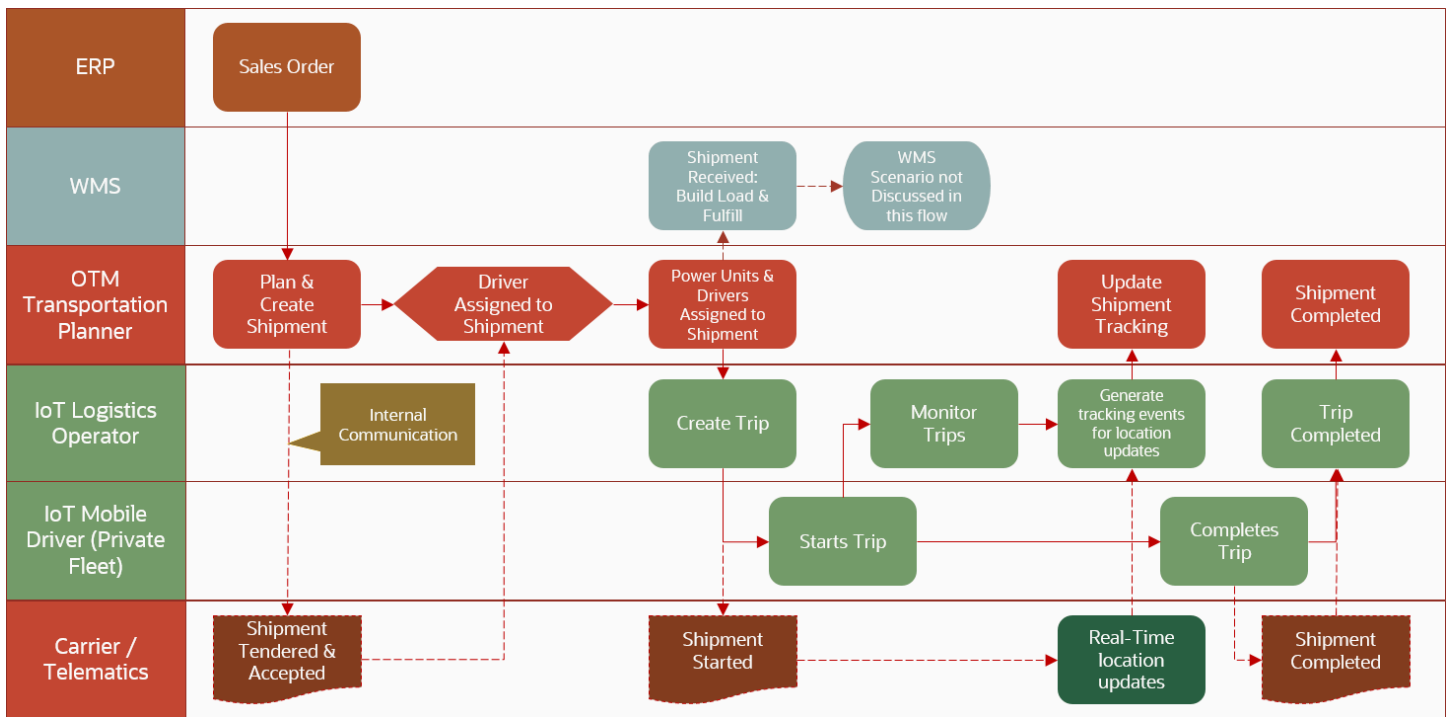 ERP
Sales Order
WMS
Shipment
Received:
Build Load &
Fulfill
WMS
Scenario not
Discussed in
this flow
OTM
Transportation
Planner
Plan &
Create
Shipment
Driver
Assigned to
Shipment
Power Units &
Drivers
Assigned to
Shipment
Update
Shipment
Tracking
Shipment
Completed
IoT Logistics
Operator
Internal
Communication
Create Trip
Monitor
Trips
Generate
tracking events
for location
updates
Trip
Completed
IoT Mobile
Driver (Private
Fleet)
Starts Trip
Completes
Trip
Carrier /
Telematics
Shipment
Tendered &
Accepted
Shipment
Started
Real-Time
location
updates
Shipment
Completed